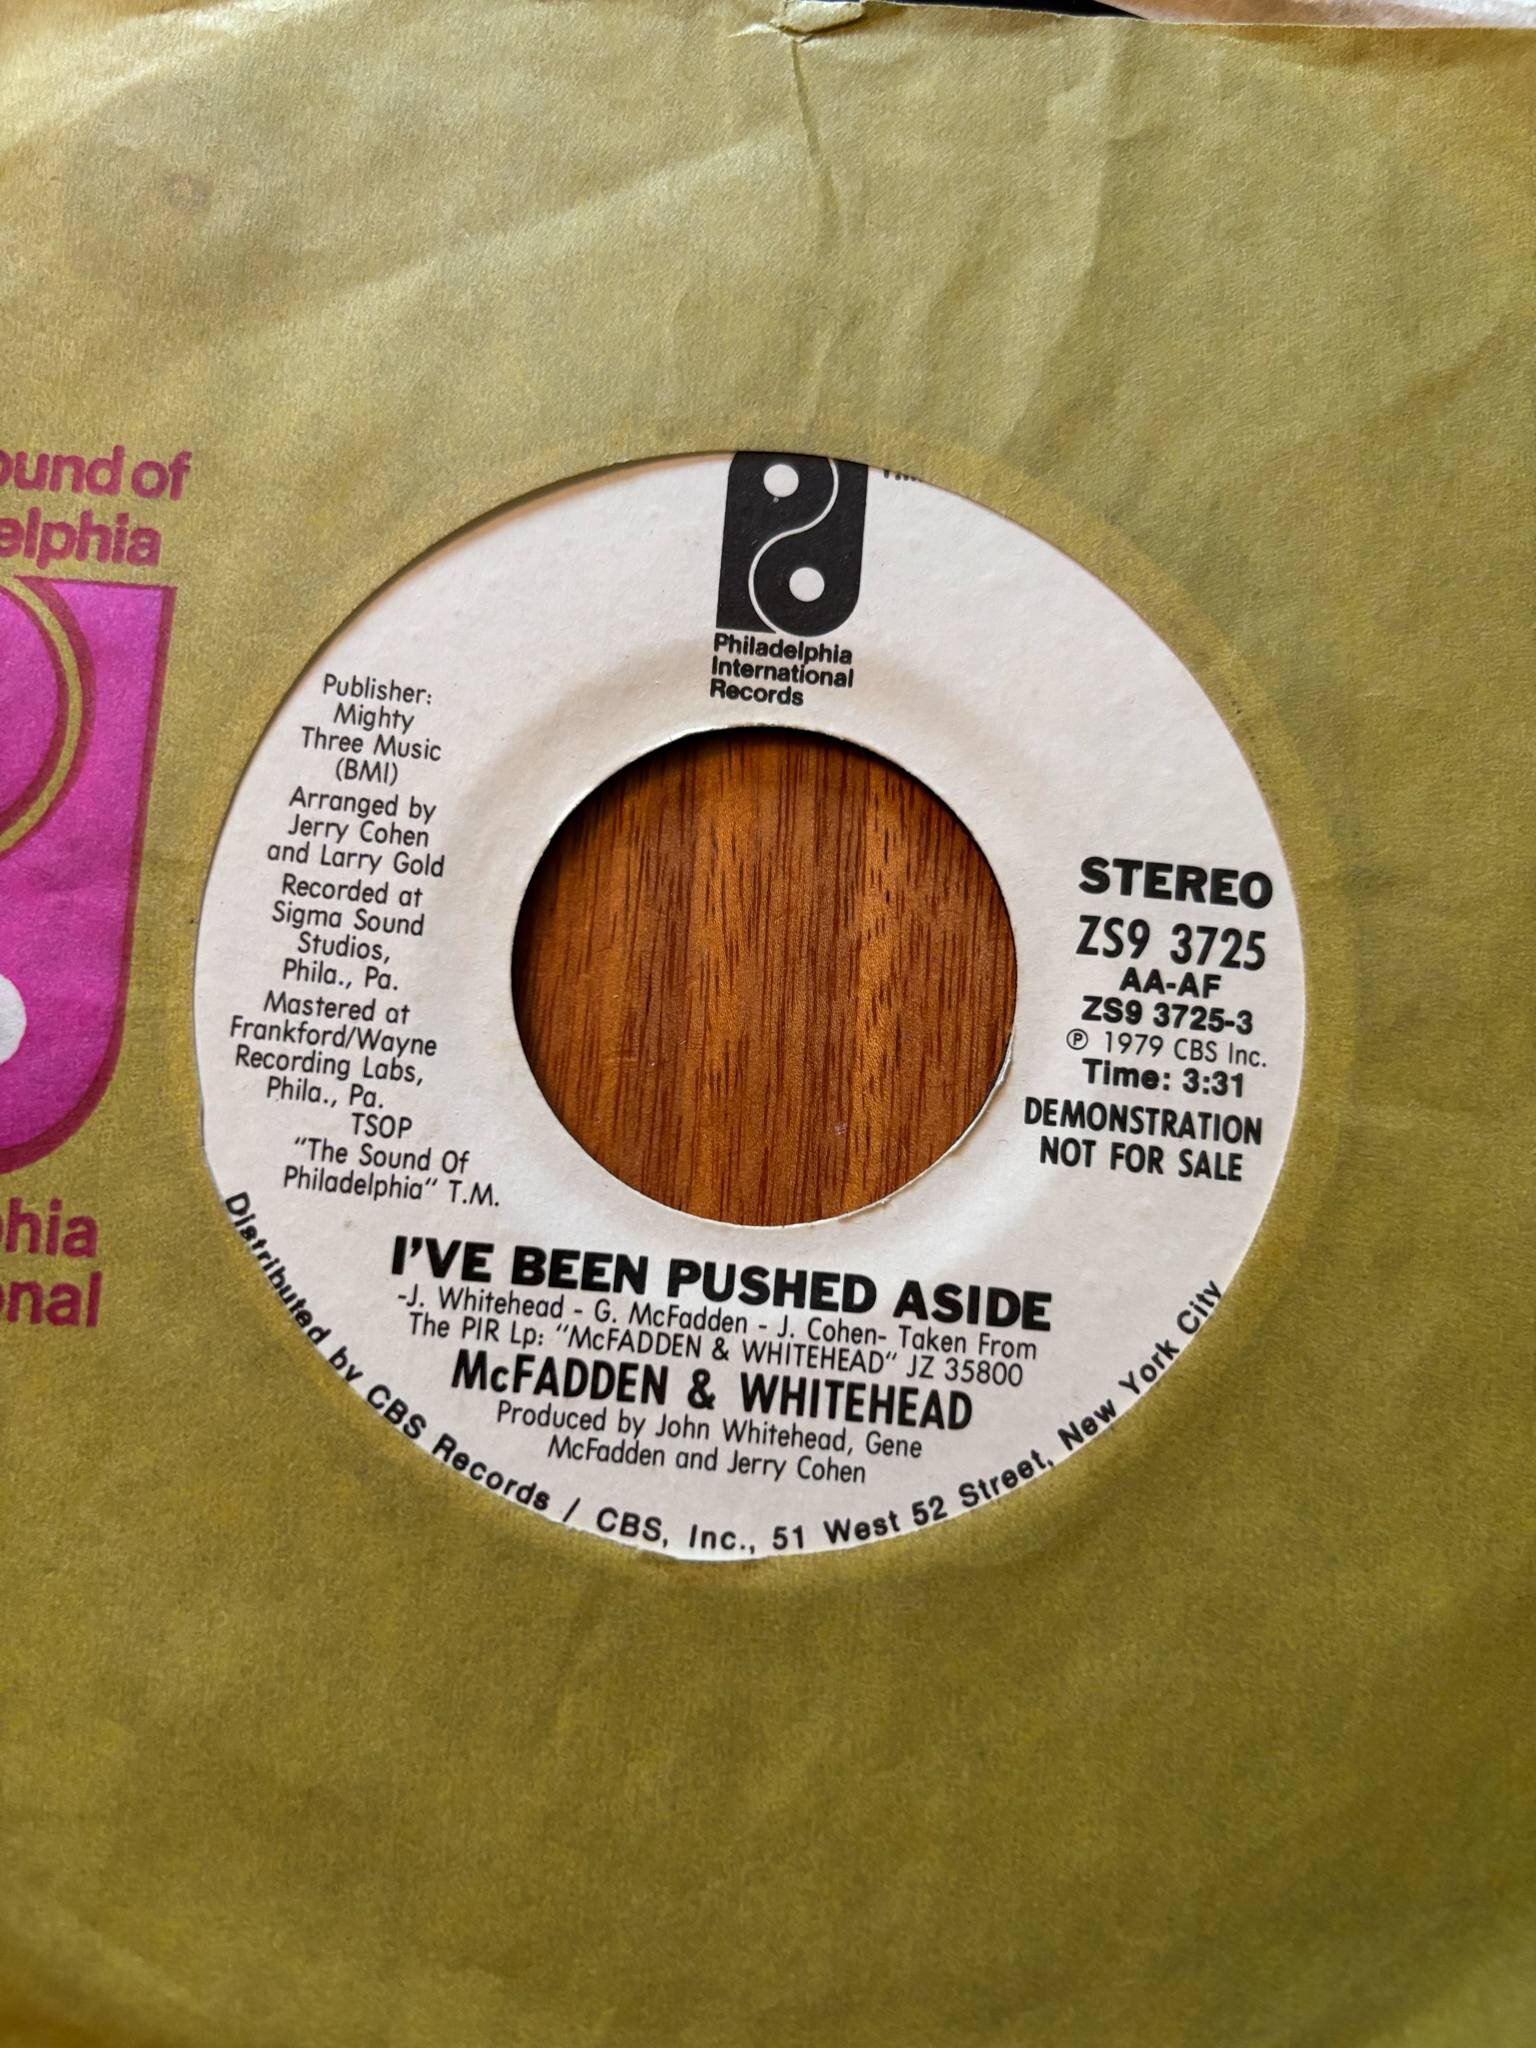 ound of
elphia
hia
onal
Philadelphia
International
Records
Publisher:
Mighty
Three Music
(BMI)
Arranged by
Jerry Cohen
and Larry Gold
Recorded at
Sigma Sound
Studios,
Phila., Pa.
Mastered at
Frankford/Wayne
Recording Labs,
Phila., Pa.
TSOP
"The Sound Of
Philadelphia" T.M.
STEREO
ZS9 3725
AA-AF
ZS9 3725-3
℗ 1979 CBS Inc.
Time: 3:31
DEMONSTRATION
NOT FOR SALE
I'VE BEEN PUSHED ASIDE
-J. Whitehead - G. McFadden - J. Cohen- Taken From
The PIR Lp: "McFADDEN & WHITEHEAD" JZ 35800
McFADDEN & WHITEHEAD
Produced by John Whitehead, Gene
McFadden and Jerry Cohen
Distributed by CBS Records / CBS, Inc., 51 West 52 Street, New York City